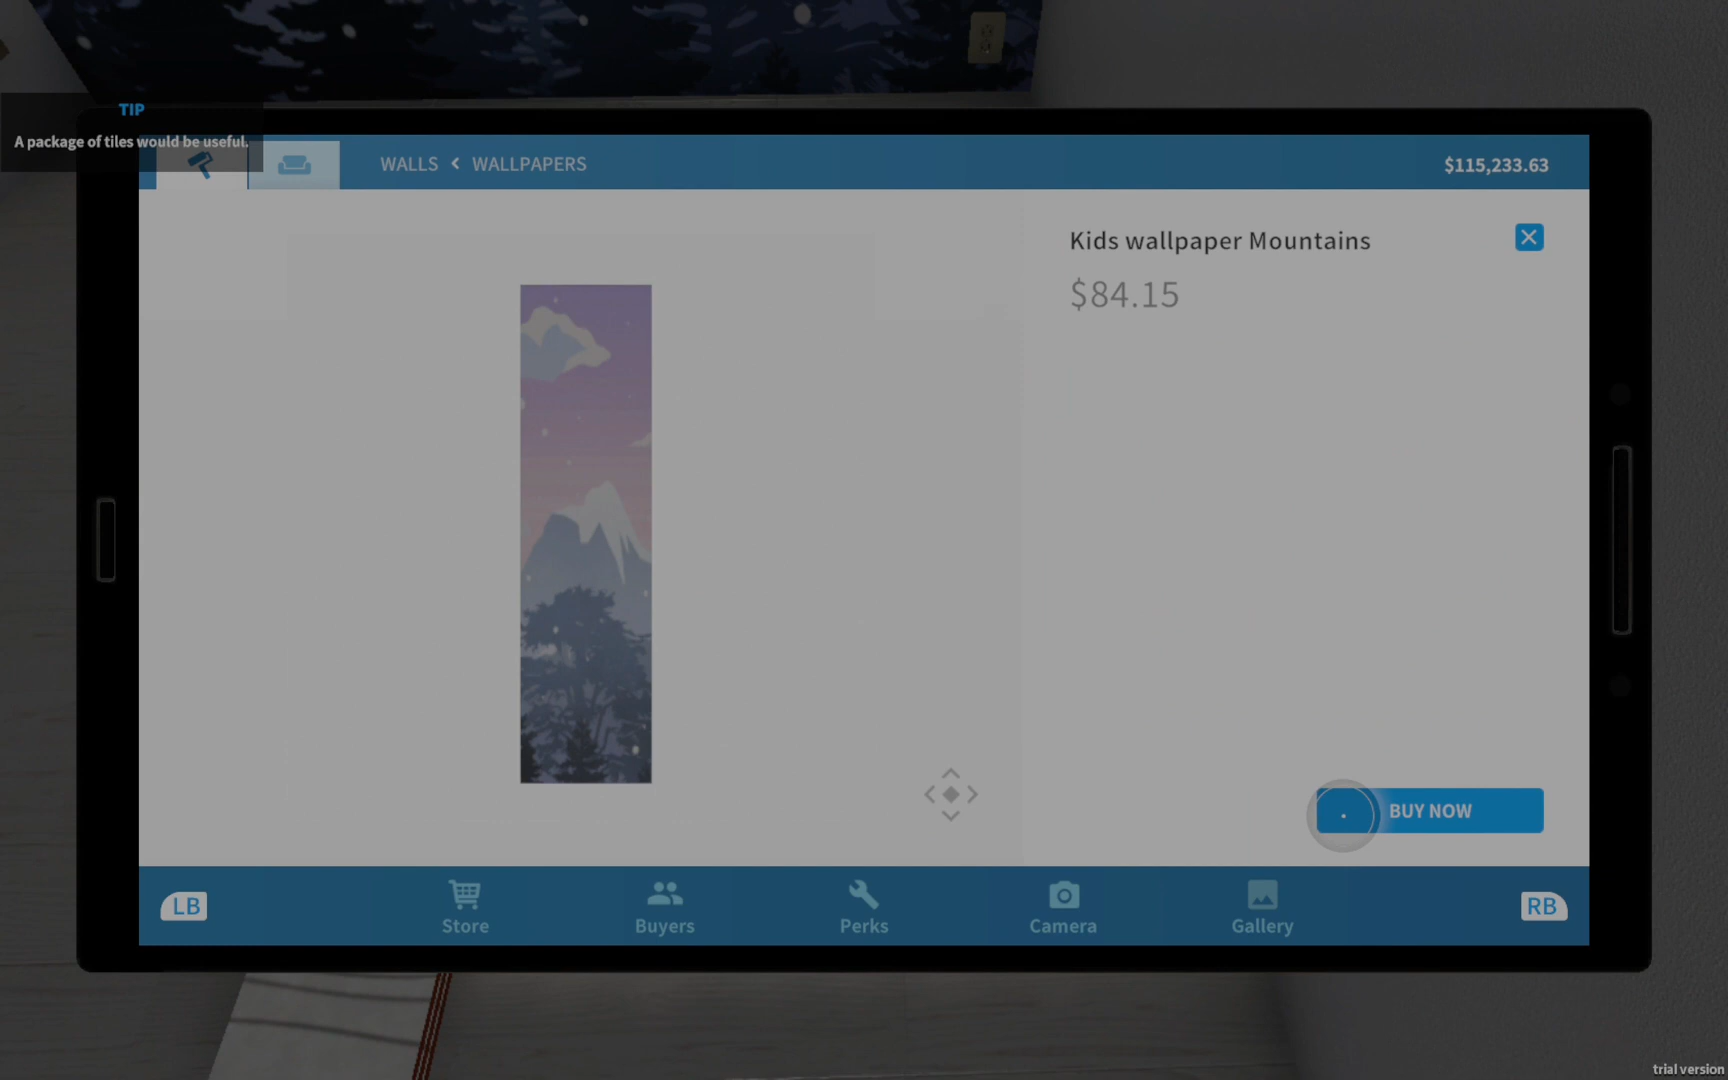 TIP
A package of tiles would be useful.
WALLS < WALLPAPERS
$115,233.63
Kids wallpaper Mountains
$84.15
BUY NOW
LB
Store
Buyers
Perks
Camera
Gallery
RB
trial version